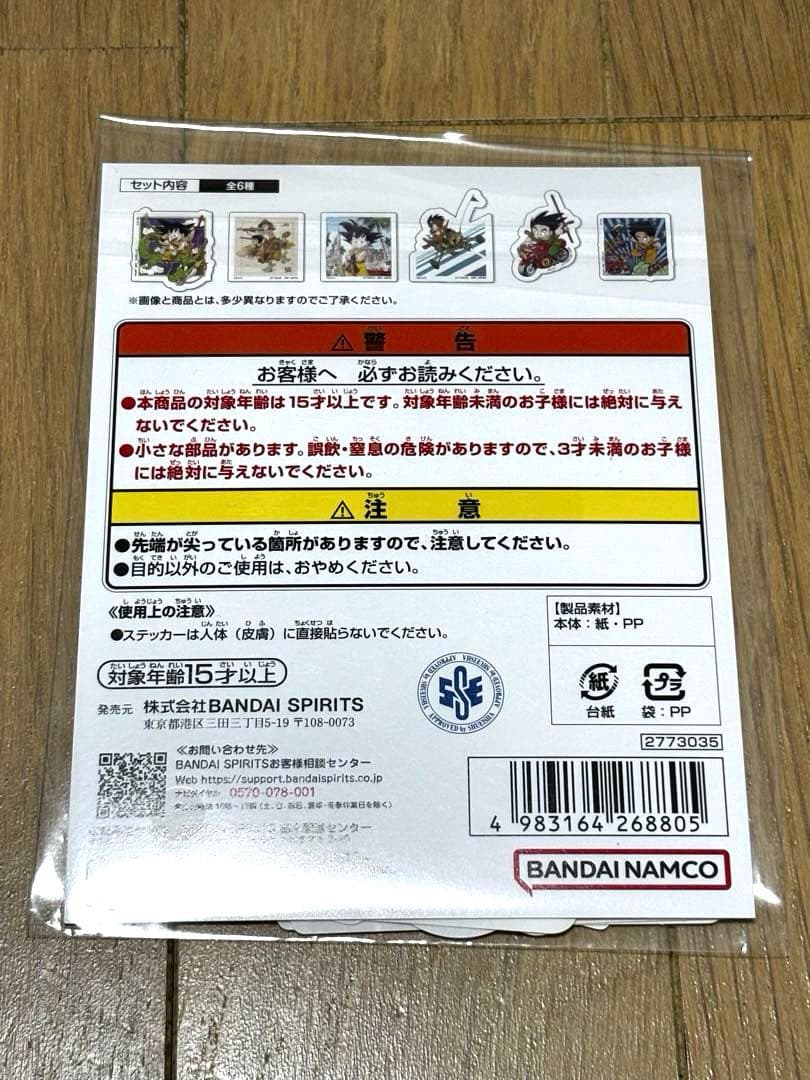 セット内容 全6種
※画像と商品とは、多少異なりますのでご了承ください。
⚠警告
お客様へ 必ずお読みください。
●本商品の対象年齢は15才以上です。対象年齢未満のお子様には絶対に与え
ないでください。
●小さな部品があります。誤飲・窒息の危険がありますので、3才未満のお子様
には絶対に与えないでください。
⚠注意
●先端が尖っている箇所がありますので、注意してください。
●目的以外のご使用は、おやめください。
《使用上の注意》
●ステッカーは人体（皮膚）に直接貼らないでください。
【製品素材】
本体：紙・PP
対象年齢15才以上
発売元 株式会社BANDAI SPIRITS
東京都港区三田三丁目5-19 〒108-0073
APPROVED by SHUEISHA
紙
台紙
プラ
袋：PP
2773035
≪お問い合わせ先≫
BANDAI SPIRITSお客様相談センター
Web https://support.bandaispirits.co.jp
ナビダイヤル 0570-078-001
センター
4 983164 268805
BANDAI NAMCO